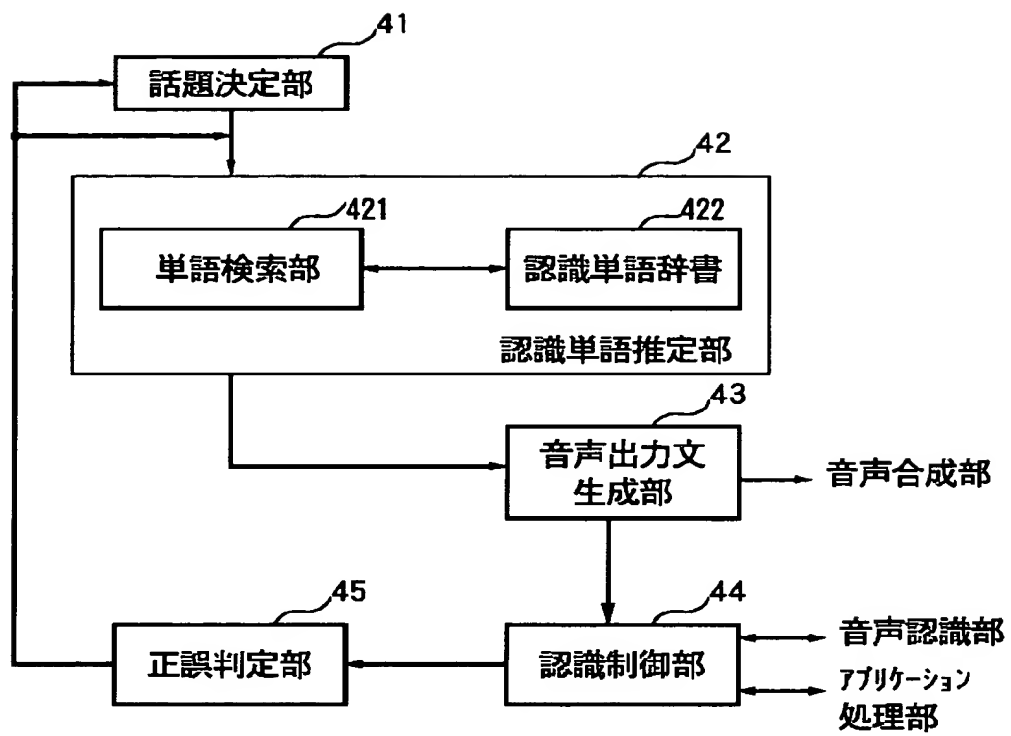 41
話題決定部
42
421
422
単語検索部
認識単語辞書
認識単語推定部
43
音声出力文
生成部
音声合成部
45
44
正誤判定部
認識制御部
音声認識部
ｱﾌﾟﾘｹｰｼｮﾝ
処理部